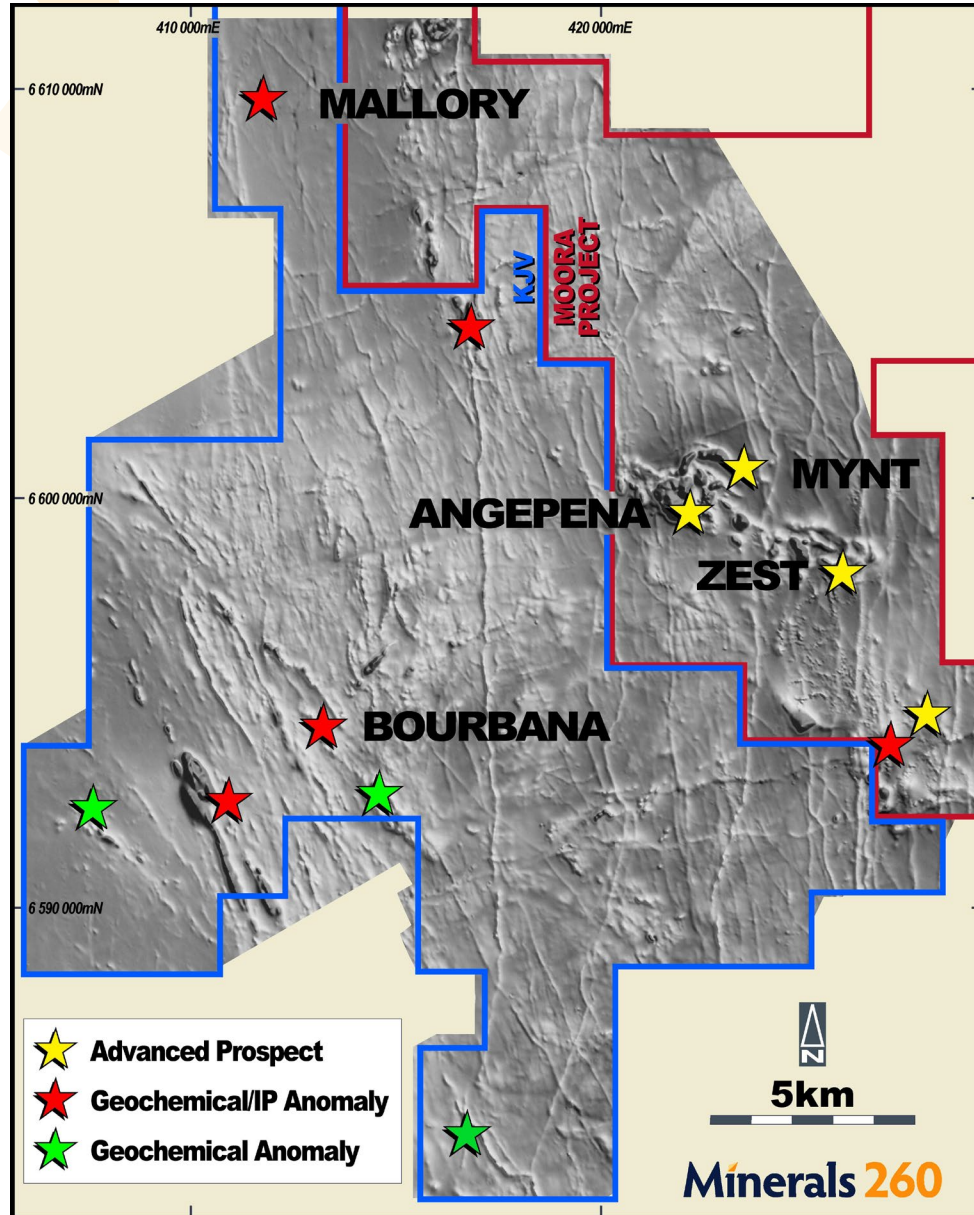 410 000mE
420 000mE
6 610 000mN
MALLORY
KJV
MOORA
PROJECT
MYNT
6 600 000mN
ANGEPENA
ZEST
BOURBANA
6 590 000mN
N
5km
Advanced Prospect
Geochemical/IP Anomaly
Geochemical Anomaly
Minerals 260